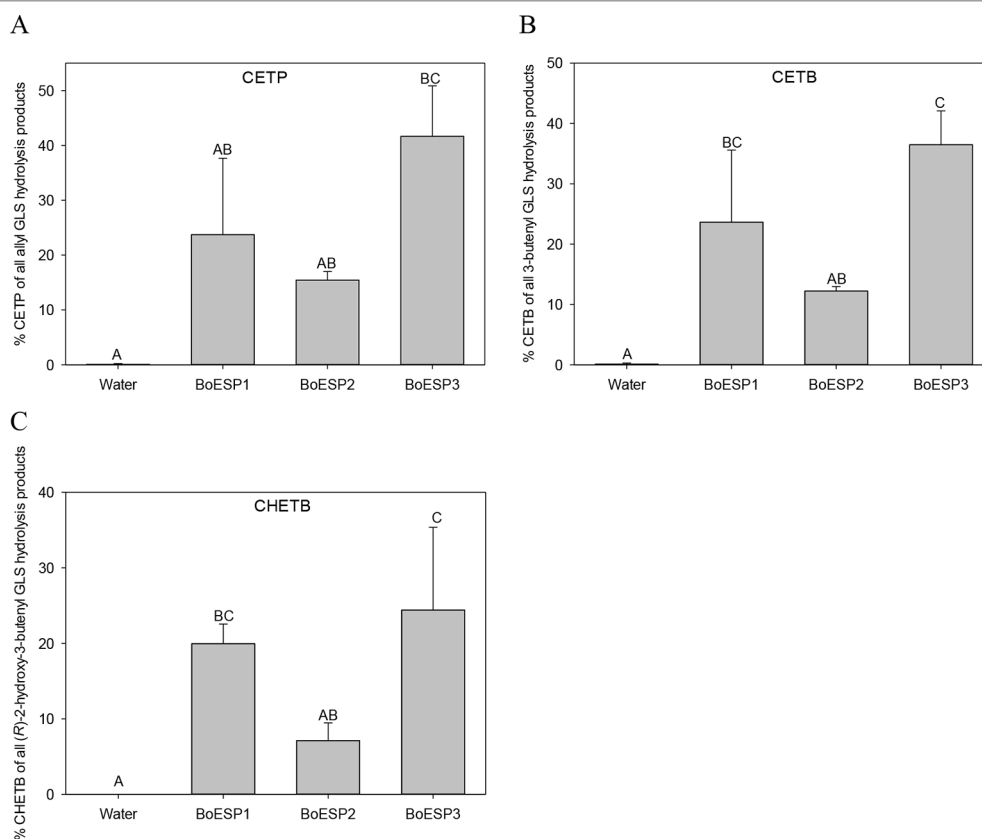 A
CETP
% CETP of all allyl GLS hydrolysis products
50
40
30
20
10
0
A
AB
AB
BC
Water BoESP1 BoESP2 BoESP3
B
CETB
% CETB of all 3-butenyl GLS hydrolysis products
50
40
30
20
10
0
A
BC
AB
C
Water BoESP1 BoESP2 BoESP3
C
CHETB
% CHETB of all (R)-2-hydroxy-3-butenyl GLS hydrolysis products
40
30
20
10
0
A
BC
AB
C
Water BoESP1 BoESP2 BoESP3